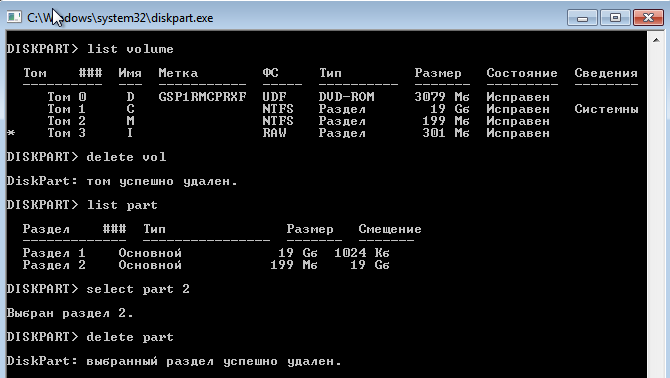 C:\Windows\system32\diskpart.exe
DISKPART> list volume
Том ### Имя Метка ФС Тип Размер Состояние Сведения
Том 0 D GSP1RMCPRXF UDF DVD-ROM 3079 Мб Исправен
Том 1 C NTFS Раздел 19 Gб Исправен Системны
Том 2 M NTFS Раздел 199 Мб Исправен
* Том 3 I RAW Раздел 301 Мб Исправен
DISKPART> delete vol
DiskPart: том успешно удален.
DISKPART> list part
Раздел ### Тип Размер Смещение
Раздел 1 Основной 19 Gб 1024 Кб
Раздел 2 Основной 199 Мб 19 Gб
DISKPART> select part 2
Выбран раздел 2.
DISKPART> delete part
DiskPart: выбранный раздел успешно удален.